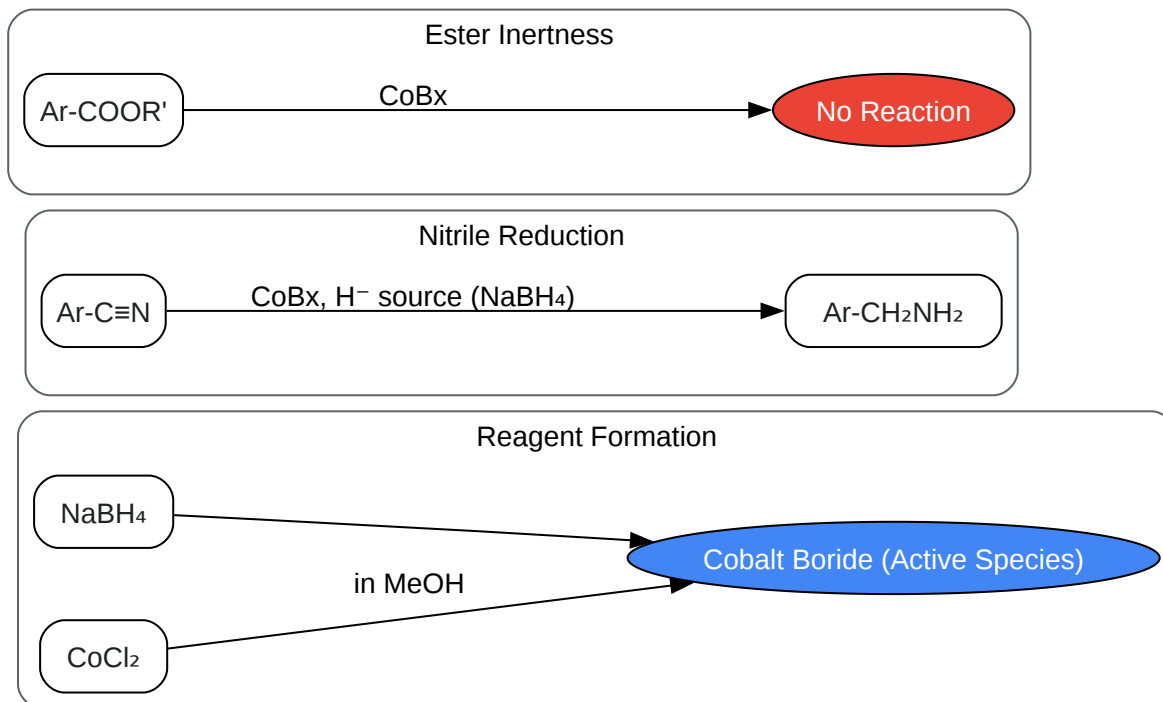 Ester Inertness
Ar-COOR'
CoBx
No Reaction
Nitrile Reduction
Ar-C≡N
CoBx, H⁻ source (NaBH₄)
Ar-CH₂NH₂
Reagent Formation
NaBH₄
Cobalt Boride (Active Species)
in MeOH
CoCl₂